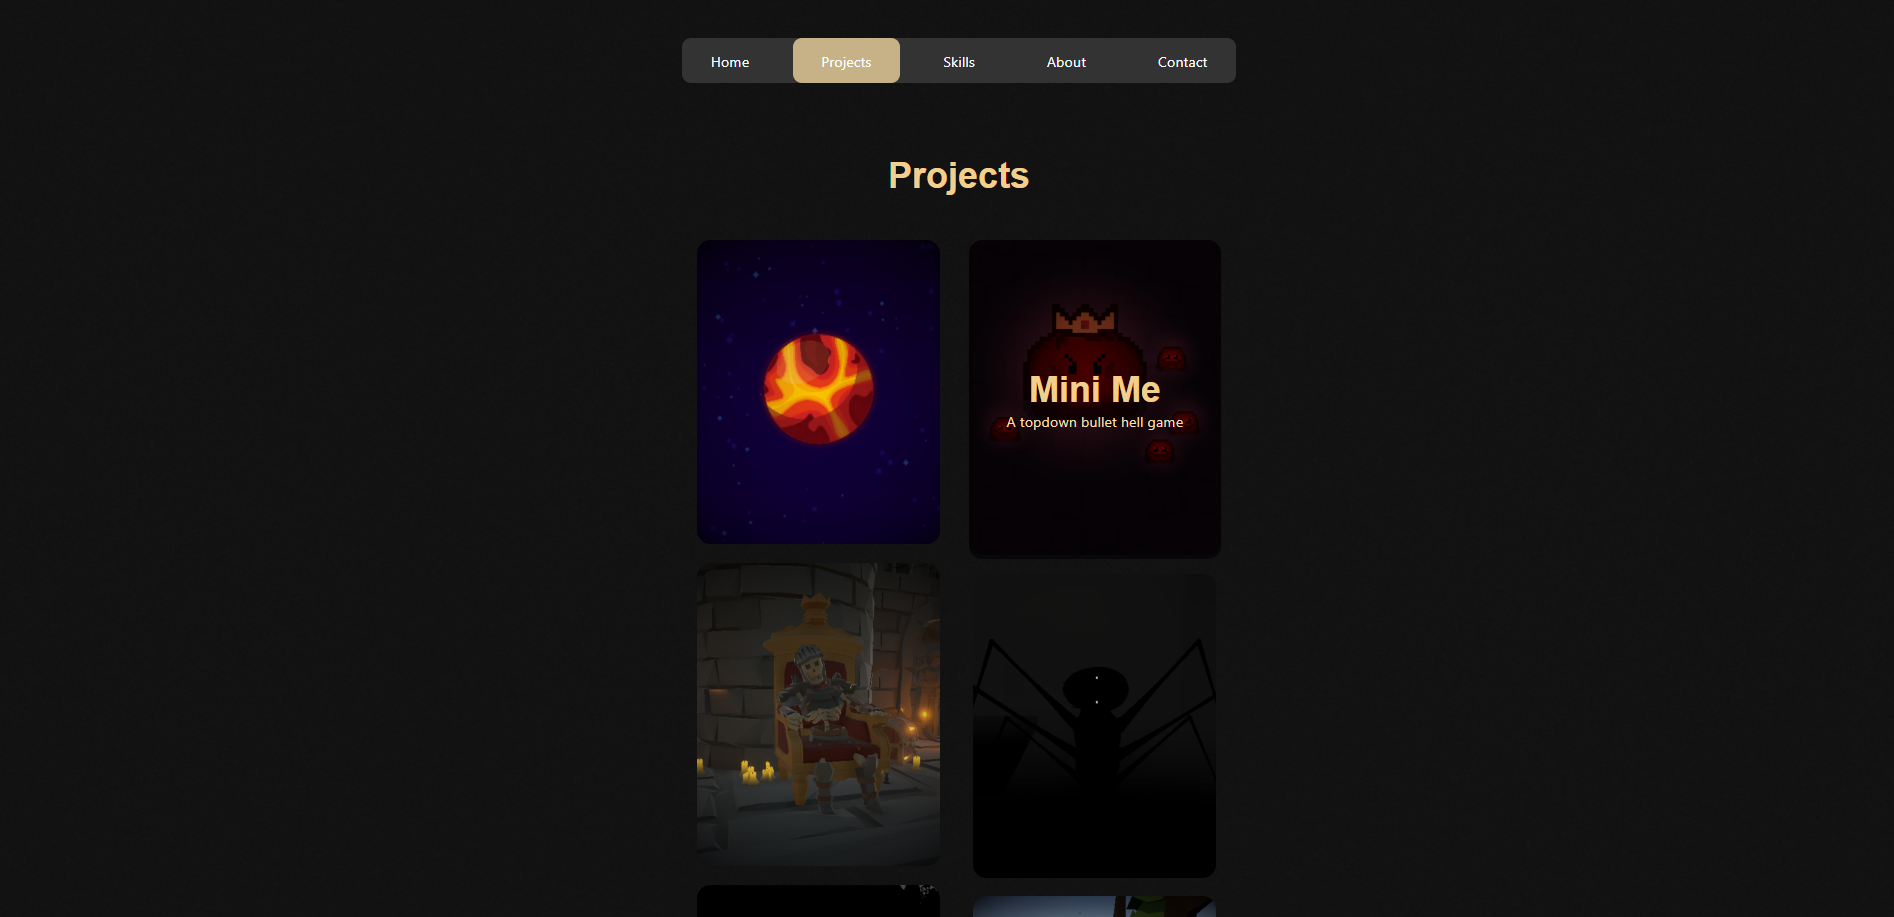 Home Projects Skills About Contact
Projects
Mini Me
A topdown bullet hell game